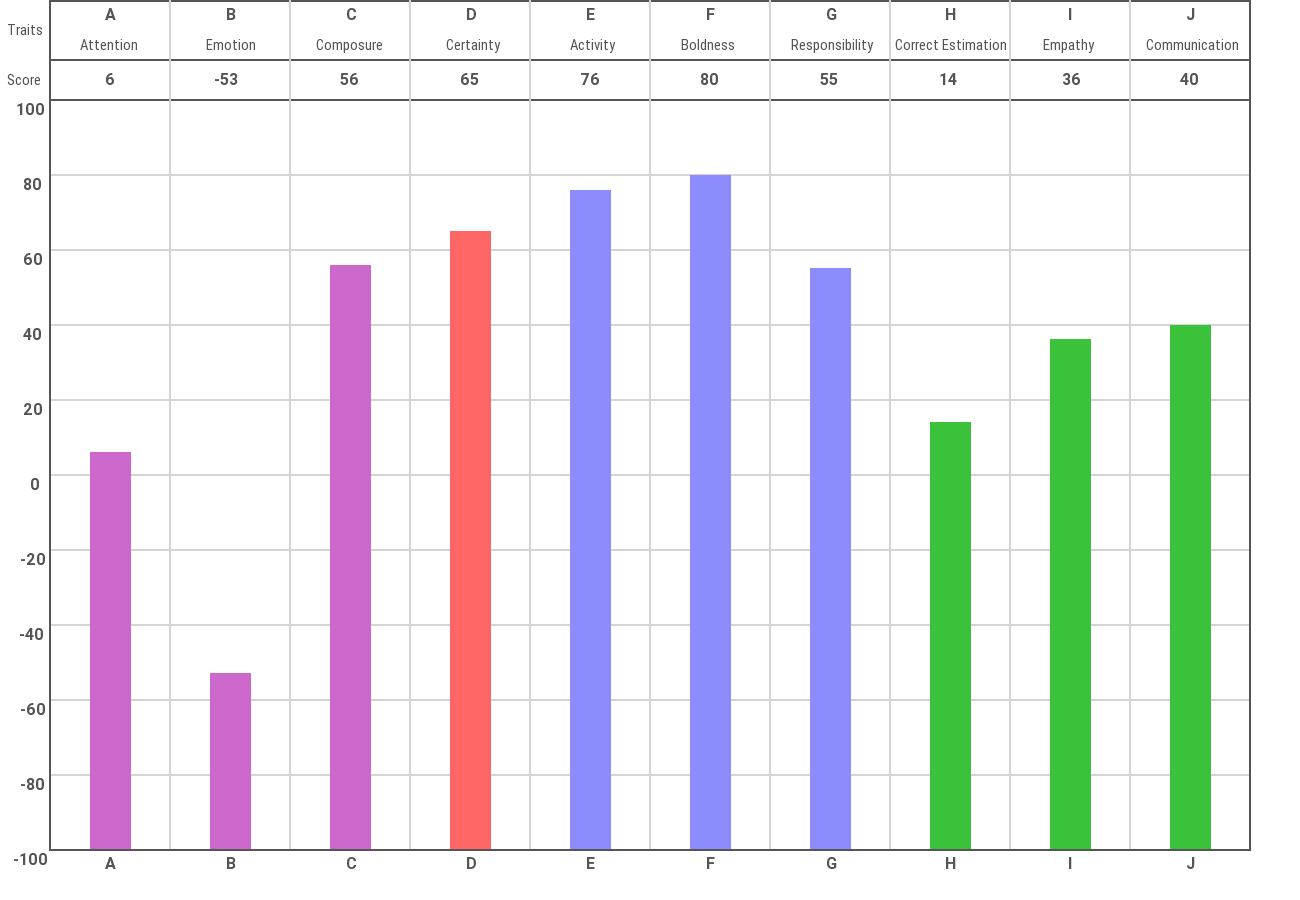 A B C D E F G H I J
Traits
Attention Emotion Composure Certainty Activity Boldness Responsibility Correct Estimation Empathy Communication
Score 6 -53 56 65 76 80 55 14 36 40
100
80
60
40
20
0
-20
-40
-60
-80
-100
A B C D E F G H I J